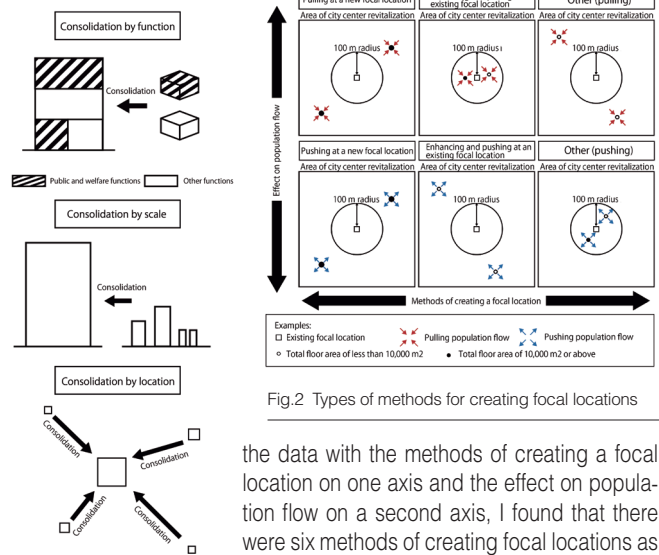 Consolidation by function
Consolidation
Public and welfare functions
Other functions
Consolidation by scale
Consolidation
Consolidation by location
Consolidation
Consolidation
Consolidation
Consolidation
Pulling at a new focal location
existing focal location
Other (pulling)
Area of city center revitalization
Area of city center revitalization
Area of city center revitalization
100 m radius
100 m radius
100 m radius
Effect on population flow
Pushing at a new focal location
Enhancing and pushing at an
existing focal location
Other (pushing)
Area of city center revitalization
Area of city center revitalization
Area of city center revitalization
100 m radius
100 m radius
100 m radius
Methods of creating a focal location
Examples:
Existing focal location
Pulling population flow
Pushing population flow
Total floor area of less than 10,000 m2
Total floor area of 10,000 m2 or above
Fig.2 Types of methods for creating focal locations
the data with the methods of creating a focal
location on one axis and the effect on popula-
tion flow on a second axis, I found that there
were six methods of creating focal locations as